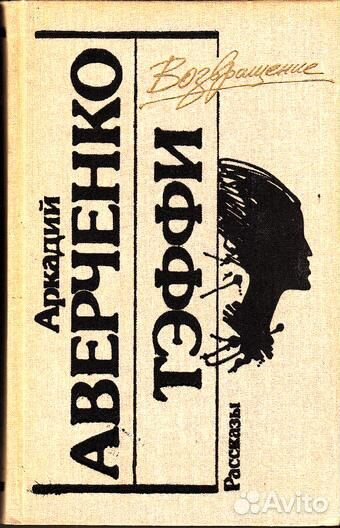 Возвращение
Аркадий
АВЕРЧЕНКО
ТЭФФИ
Рассказы
Avito